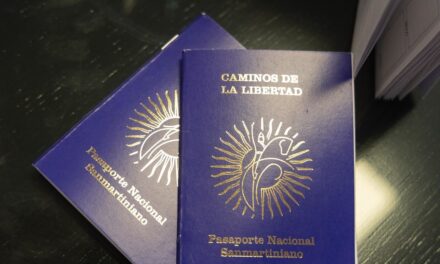 CAMINOS DE
LA LIBERTAD
Pasaporte Nacional
Sanmartiniano
Pasaporte Nacional
Sanmartiniano